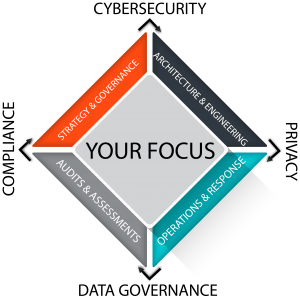 CYBERSECURITY
STRATEGY & GOVERNANCE
ARCHITECTURE & ENGINEERING
COMPLIANCE
YOUR FOCUS
PRIVACY
AUDITS & ASSESSMENTS
OPERATIONS & RESPONSE
DATA GOVERNANCE